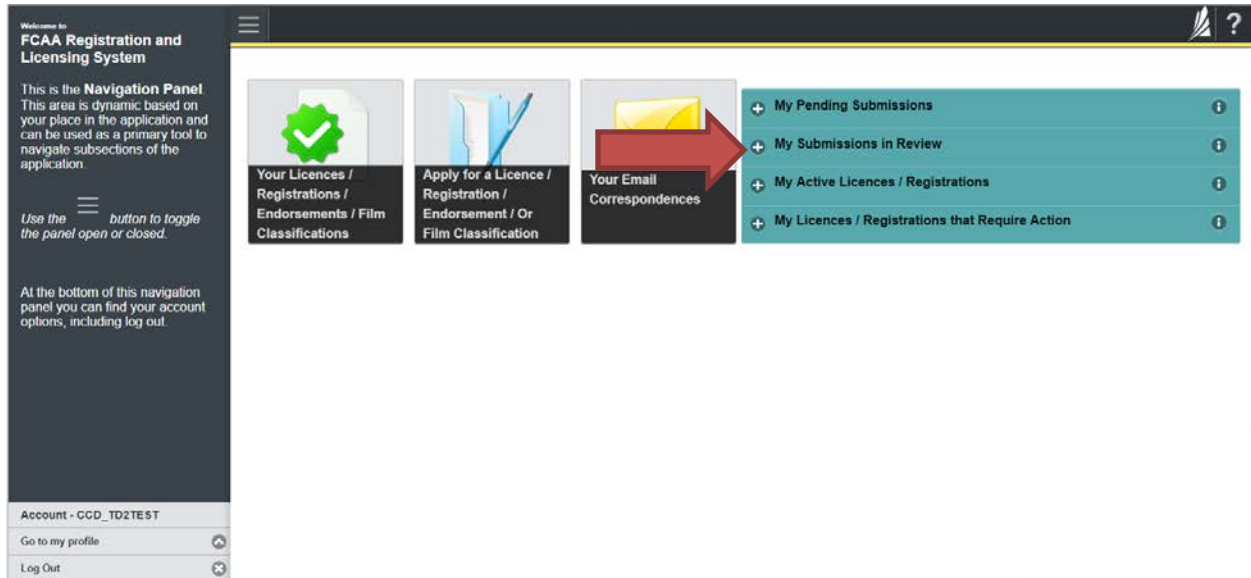 Welcome to
FCAA Registration and
Licensing System
This is the Navigation Panel.
This area is dynamic based on
your place in the application and
can be used as a primary tool to
navigate subsections of the
application.
Use the button to toggle
the panel open or closed.
At the bottom of this navigation
panel you can find your account
options, including log out.
Account - CCD_TD2TEST
Go to my profile
Log Out
?
Your Licences /
Registrations /
Endorsements / Film
Classifications
Apply for a Licence /
Registration /
Endorsement / Or
Film Classification
Your Email
Correspondences
My Pending Submissions
My Submissions in Review
My Active Licences / Registrations
My Licences / Registrations that Require Action